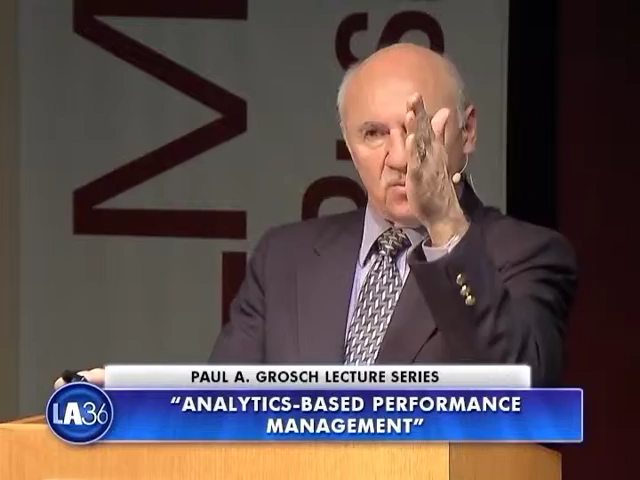 PAUL A. GROSCH LECTURE SERIES
LA36
"ANALYTICS-BASED PERFORMANCE
MANAGEMENT"